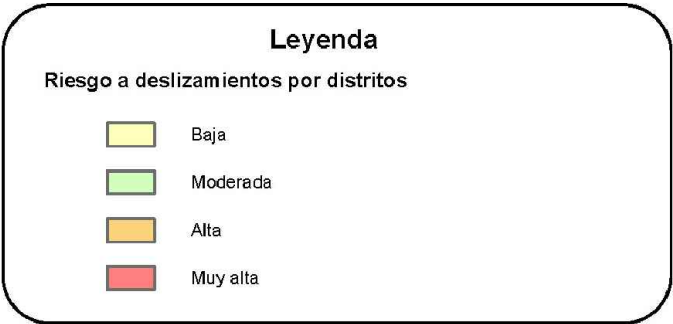 Leyenda
Riesgo a deslizamientos por distritos
Baja
Moderada
Alta
Muy alta